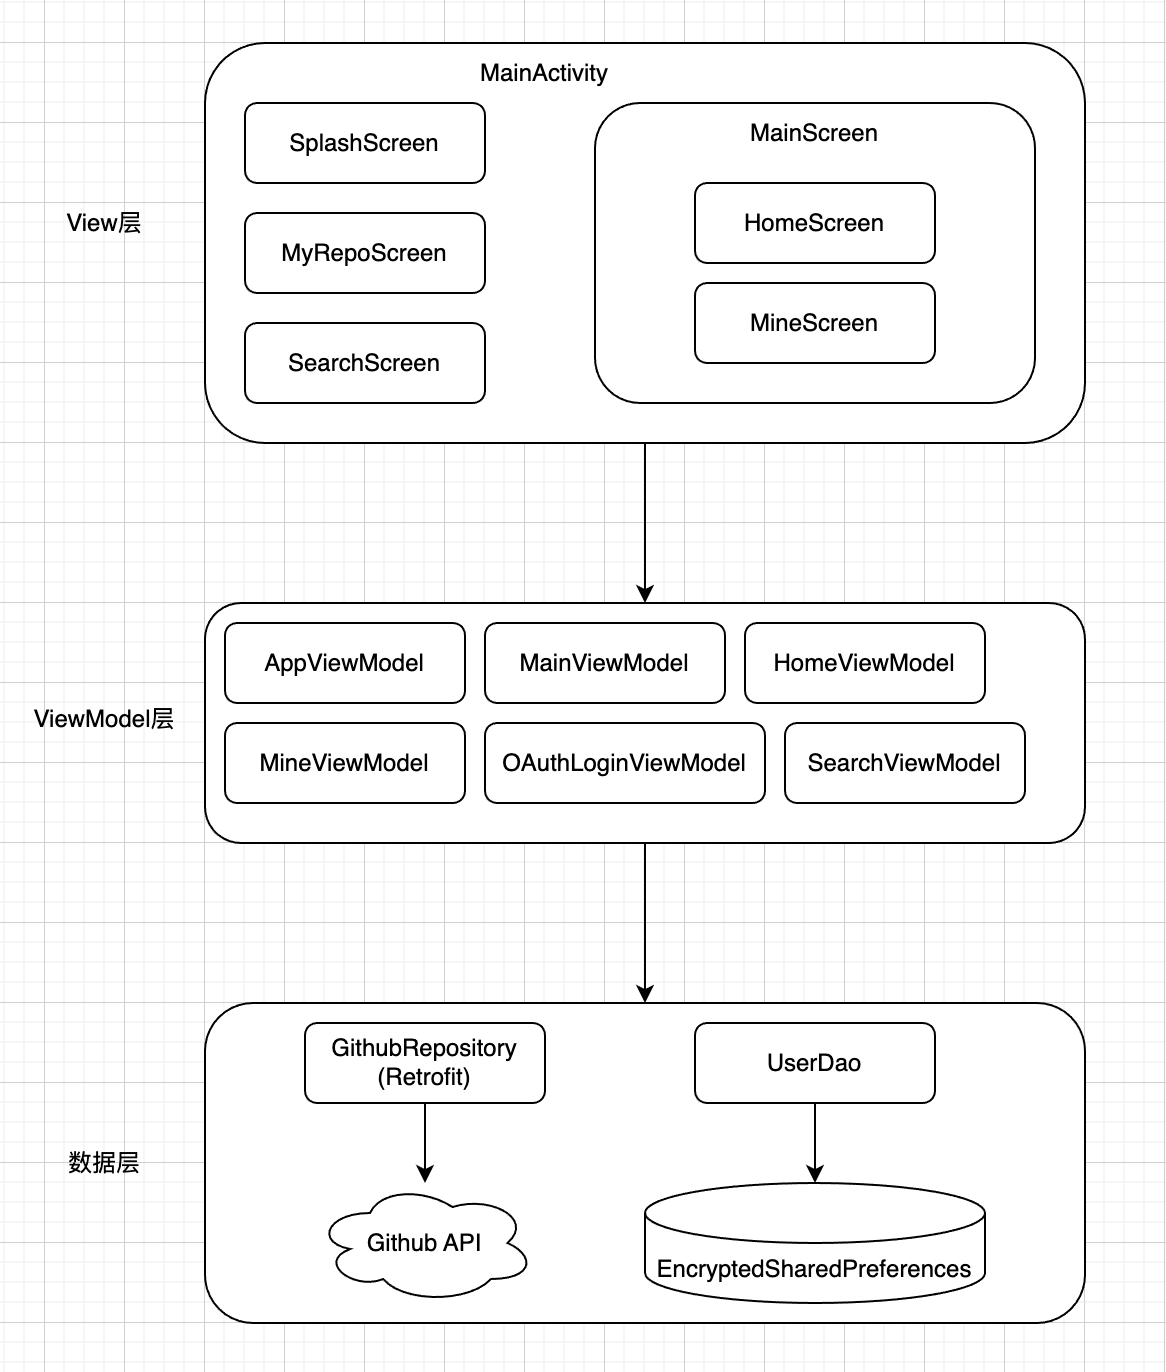 MainActivity
SplashScreen
MainScreen
View层
HomeScreen
MyRepoScreen
MineScreen
SearchScreen
AppViewModel
MainViewModel
HomeViewModel
ViewModel层
MineViewModel
OAuthLoginViewModel
SearchViewModel
GithubRepository
(Retrofit)
UserDao
数据层
Github API
EncryptedSharedPreferences